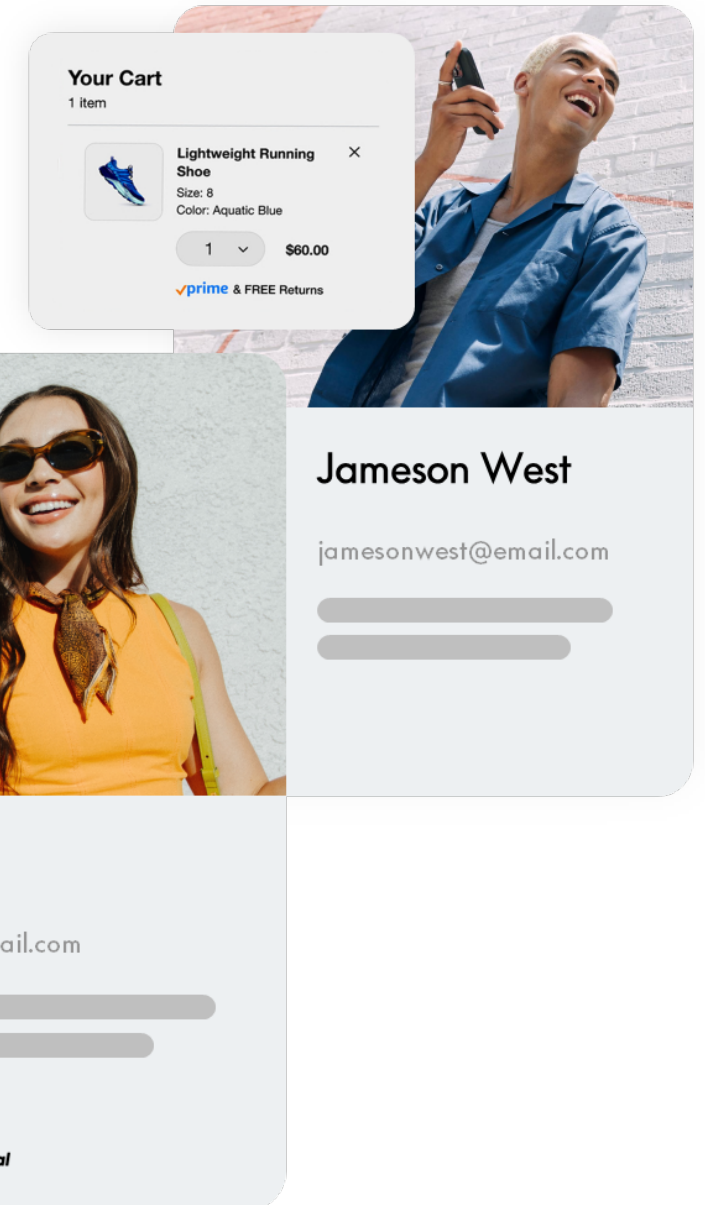 Your Cart
1 item
Lightweight Running
Shoe
Size: 8
Color: Aquatic Blue
1
$60.00
prime & FREE Returns
Jameson West
jamesonwest@email.com
ail.com
al